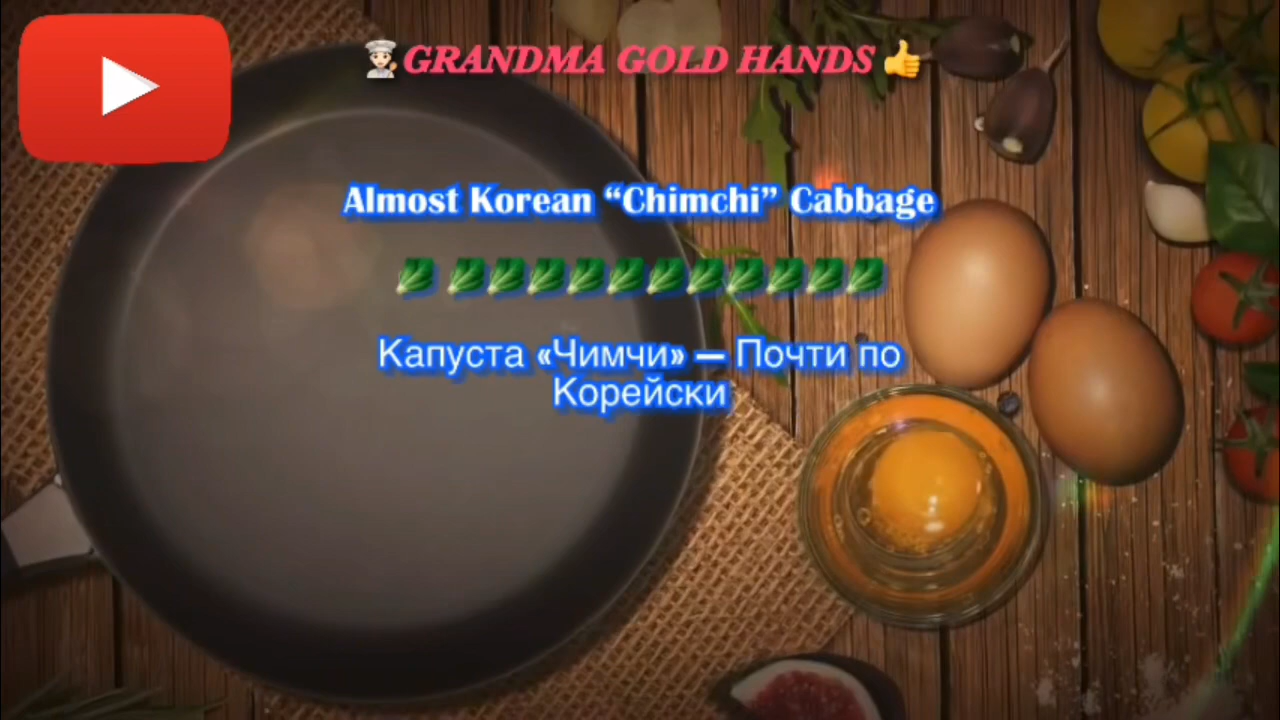 👩🏻‍🍳GRANDMA GOLD HANDS 👍
Almost Korean “Chimchi” Cabbage
🥬 🥬🥬🥬🥬🥬🥬🥬🥬🥬🥬🥬
Капуста «Чимчи» — Почти по
Корейски